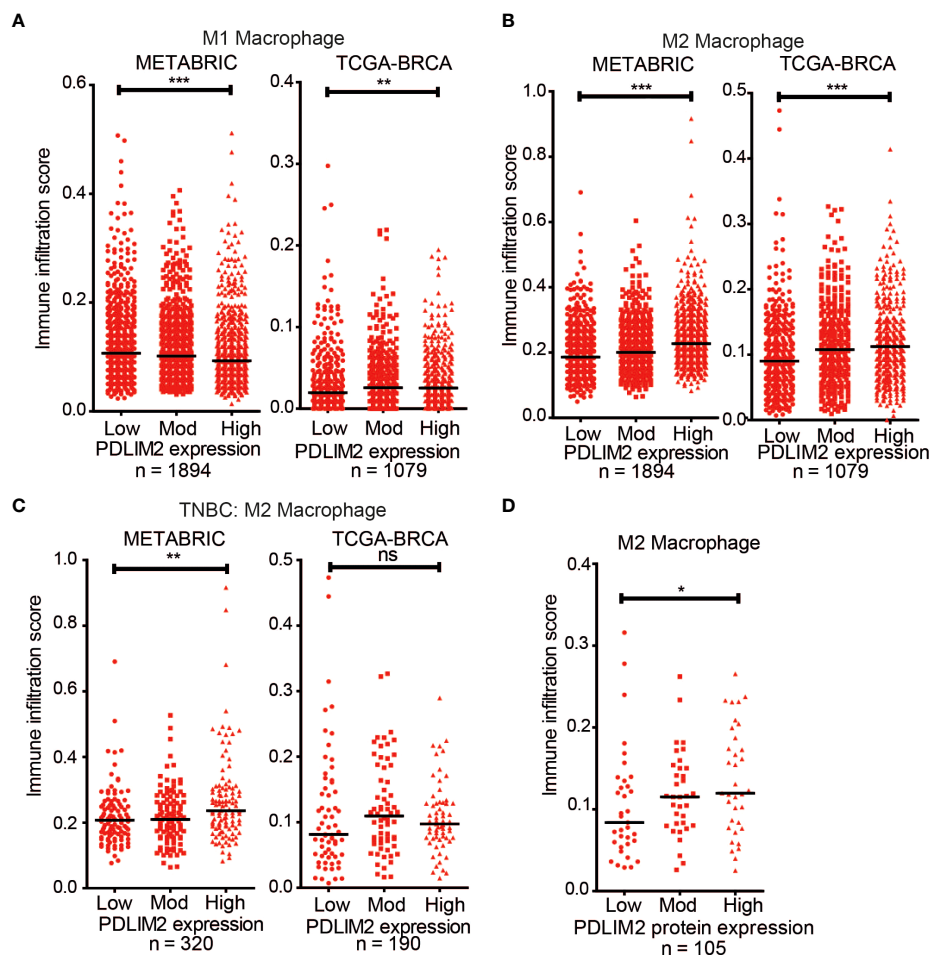 A
M1 Macrophage
METABRIC
TCGA-BRCA
***
**
Immune infiltration score
0.6
0.4
0.2
0.0
0.4
0.3
0.2
0.1
0.0
Low Mod High
Low Mod High
PDLIM2 expression
PDLIM2 expression
n = 1894
n = 1079
B
M2 Macrophage
METABRIC
TCGA-BRCA
***
***
Immune infiltration score
1.0
0.8
0.6
0.4
0.2
0.0
0.5
0.4
0.3
0.2
0.1
0.0
Low Mod High
Low Mod High
PDLIM2 expression
PDLIM2 expression
n = 1894
n = 1079
C
TNBC: M2 Macrophage
METABRIC
TCGA-BRCA
**
ns
Immune infiltration score
1.0
0.8
0.6
0.4
0.2
0.0
0.5
0.4
0.3
0.2
0.1
0.0
Low Mod High
Low Mod High
PDLIM2 expression
PDLIM2 expression
n = 320
n = 190
D
M2 Macrophage
*
Immune infiltration score
0.4
0.3
0.2
0.1
0.0
Low Mod High
PDLIM2 protein expression
n = 105